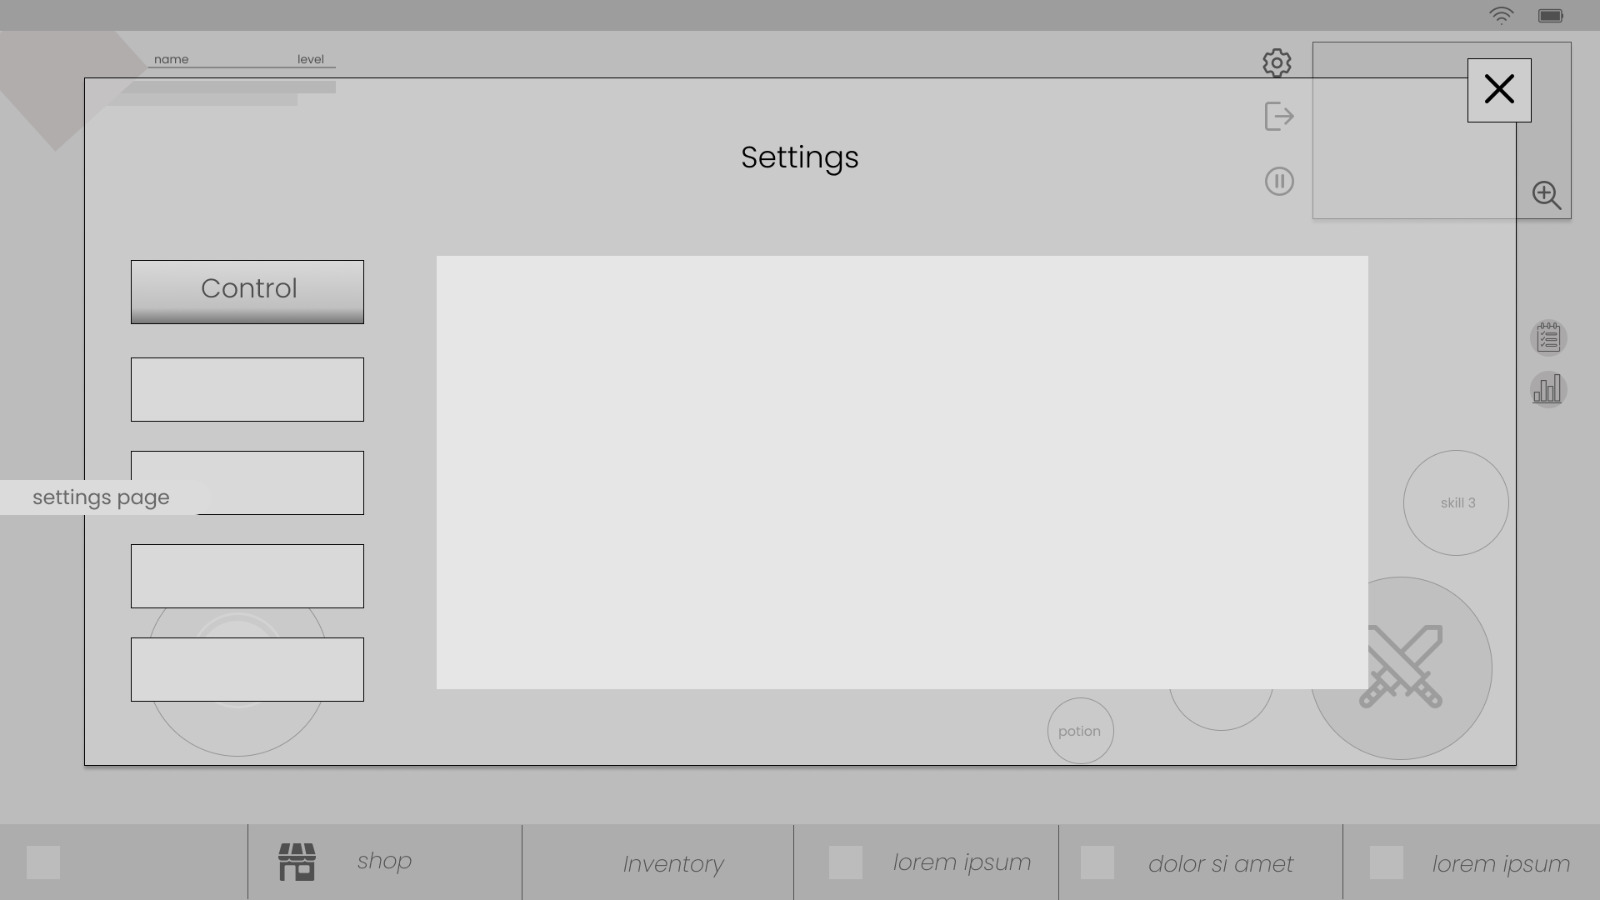 name level
Settings
Control
settings page
skill 3
potion
shop
Inventory
lorem ipsum
dolor si amet
lorem ipsum